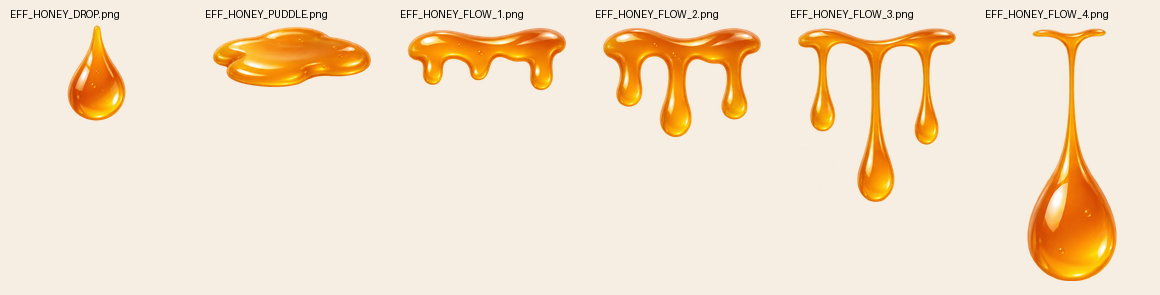 EFF_HONEY_DROP.png
EFF_HONEY_PUDDLE.png
EFF_HONEY_FLOW_1.png
EFF_HONEY_FLOW_2.png
EFF_HONEY_FLOW_3.png
EFF_HONEY_FLOW_4.png